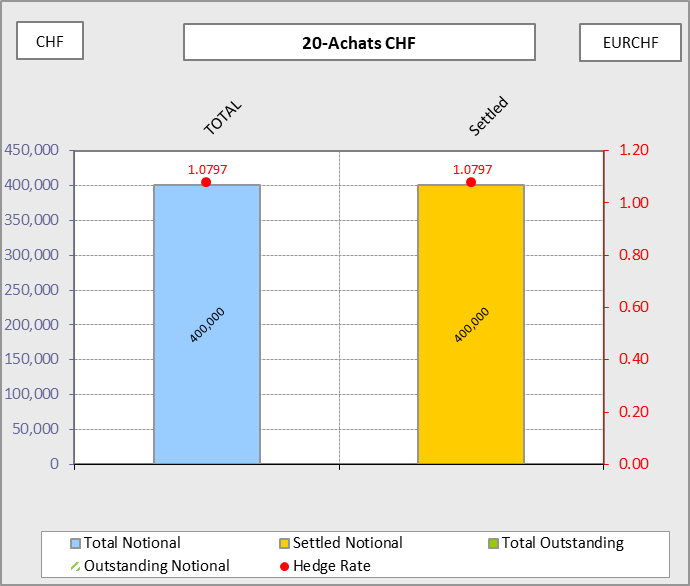 CHF
20-Achats CHF
EURCHF
TOTAL
Settled
450,000
400,000
350,000
300,000
250,000
200,000
150,000
100,000
50,000
0
1.0797
1.0797
400,000
400,000
1.20
1.00
0.80
0.60
0.40
0.20
0.00
Total Notional
Settled Notional
Total Outstanding
Outstanding Notional
Hedge Rate